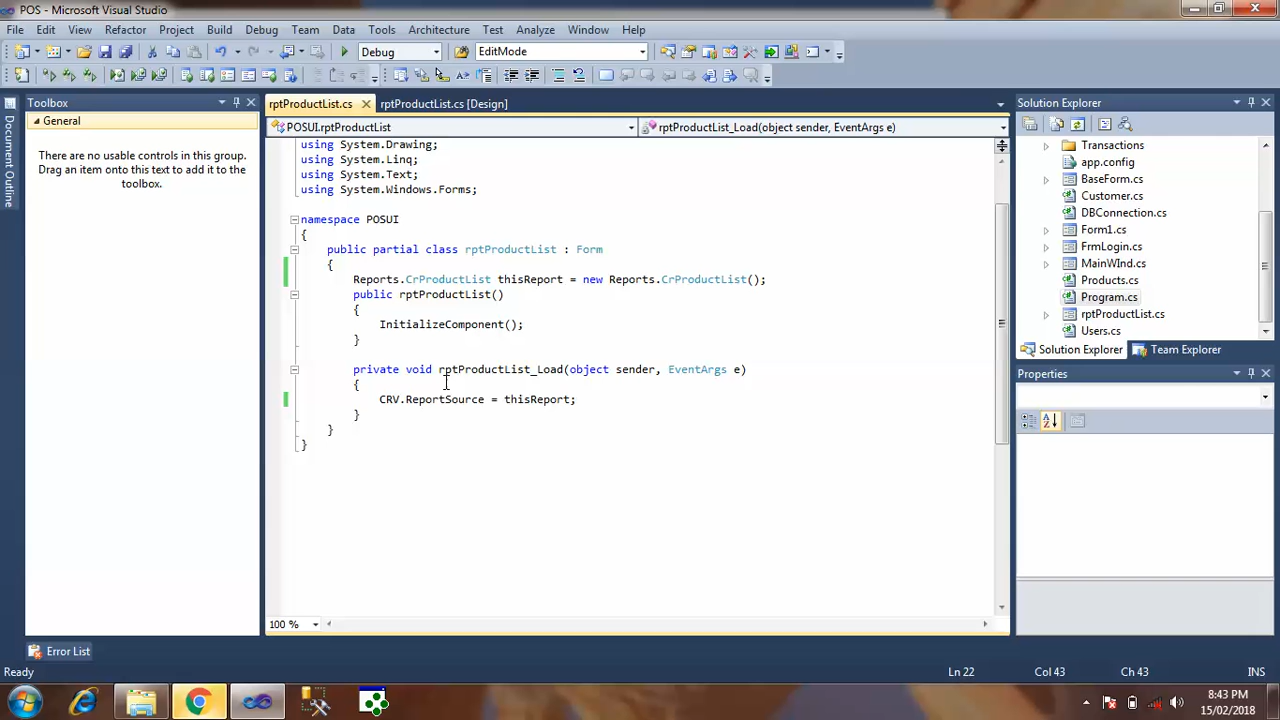 POS - Microsoft Visual Studio
File Edit View Refactor Project Build Debug Team Data Tools Architecture Test Analyze Window Help
Debug EditMode
Toolbox
rptProductList.cs rptProductList.cs [Design]
Solution Explorer
Document Outline
General
There are no usable controls in this group. Drag an item onto this text to add it to the toolbox.
POSUI.rptProductList rptProductList_Load(object sender, EventArgs e)
using System.Drawing;
using System.Linq;
using System.Text;
using System.Windows.Forms;
namespace POSUI
{
public partial class rptProductList : Form
{
Reports.CrProductList thisReport = new Reports.CrProductList();
public rptProductList()
{
InitializeComponent();
}
private void rptProductList_Load(object sender, EventArgs e)
{
CRV.ReportSource = thisReport;
}
}
}
100 %
Transactions
app.config
BaseForm.cs
Customer.cs
DBConnection.cs
Form1.cs
FrmLogin.cs
MainWInd.cs
Products.cs
Program.cs
rptProductList.cs
Users.cs
Solution Explorer Team Explorer
Properties
Error List
Ready Ln 22 Col 43 Ch 43 INS
8:43 PM
15/02/2018